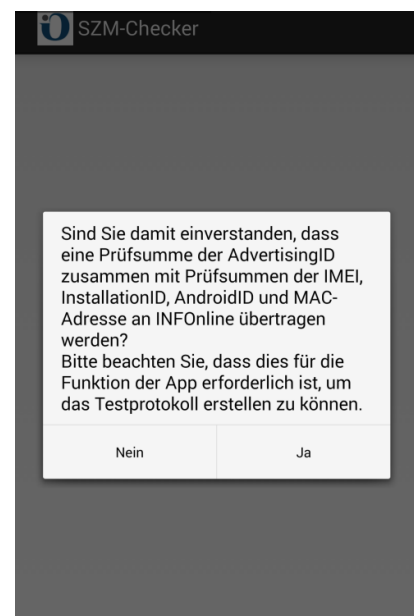 SZM-Checker
Sind Sie damit einverstanden, dass
eine Prüfsumme der AdvertisingID
zusammen mit Prüfsummen der IMEI,
InstallationID, AndroidID und MAC-
Adresse an INFOnline übertragen
werden?
Bitte beachten Sie, dass dies für die
Funktion der App erforderlich ist, um
das Testprotokoll erstellen zu können.
Nein
Ja